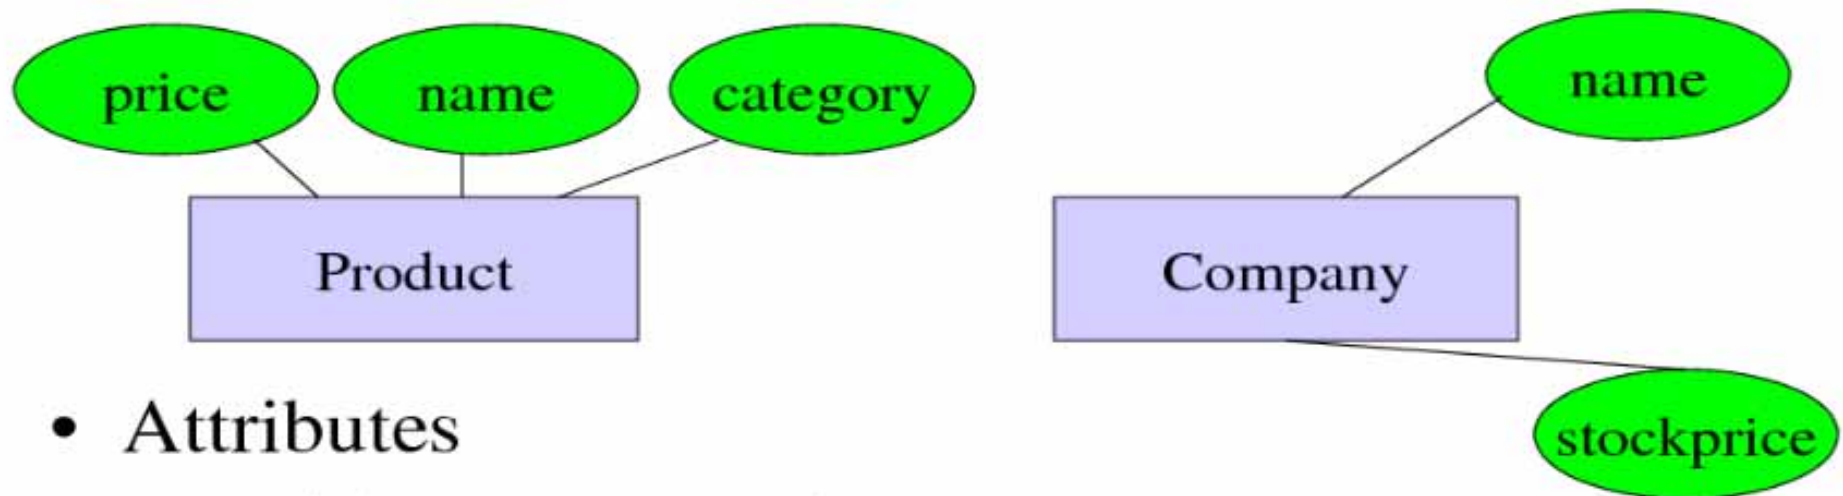 price name category name
Product Company
• Attributes
stockprice